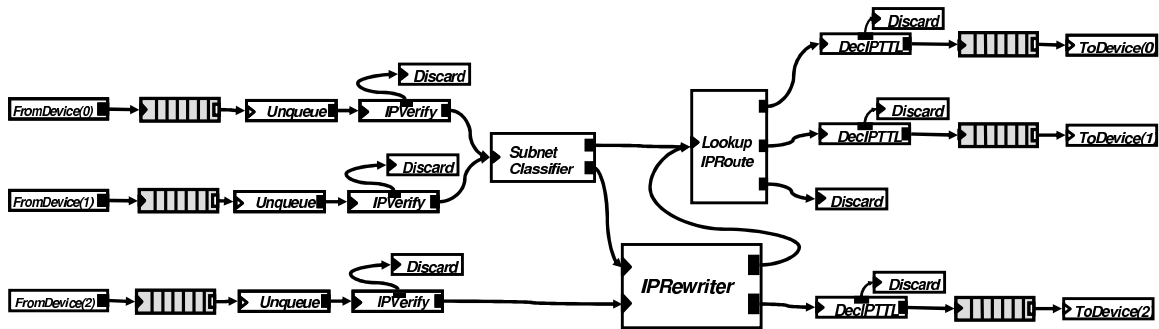 Discard
DecIPTTL
ToDevice(0)
Discard
FromDevice(0)
Unqueue
IPVerify
Discard
DecIPTTL
ToDevice(1)
Subnet
Classifier
Lookup
IPRoute
Discard
FromDevice(1)
Unqueue
IPVerify
Discard
Discard
FromDevice(2)
Unqueue
IPVerify
IPRewriter
Discard
DecIPTTL
ToDevice(2)